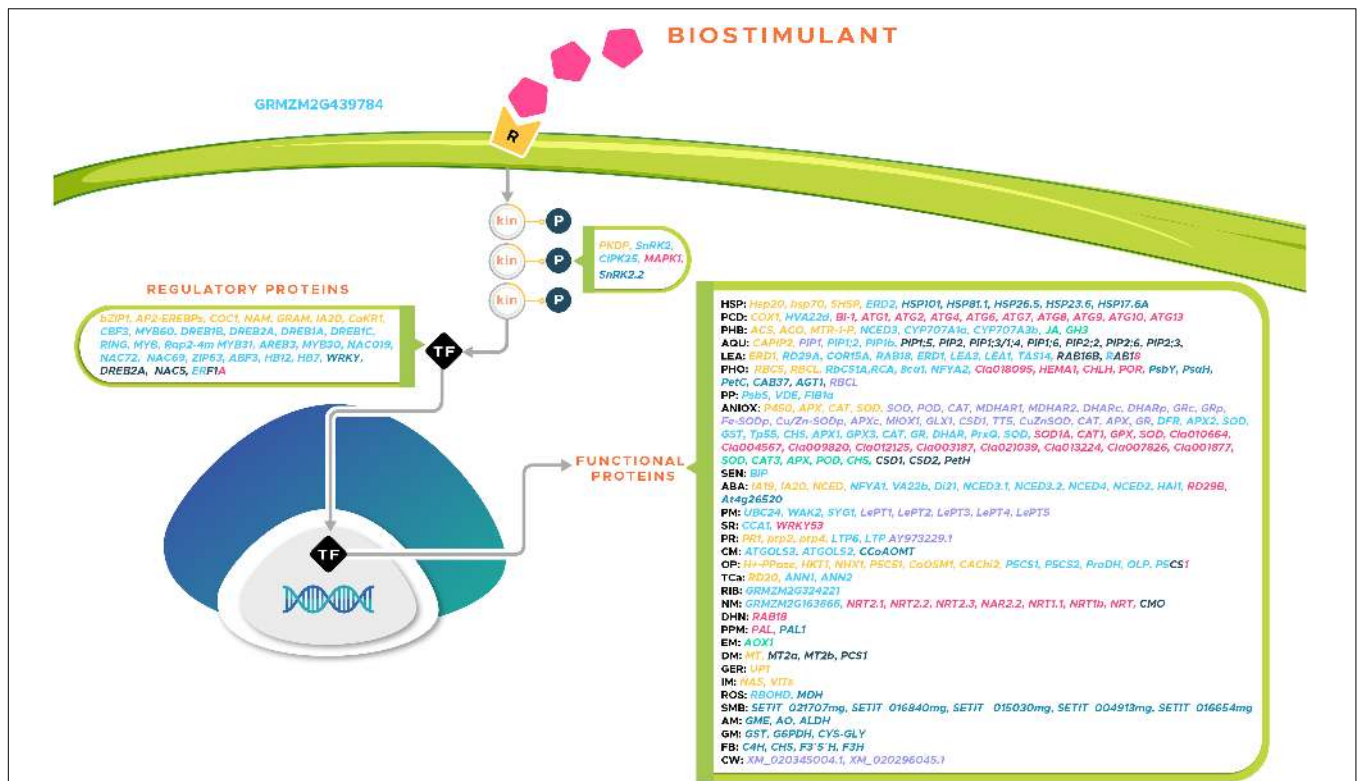 BIOSTIMULANT
GRMZM2G439784
R
kin P
kin P
kin P
PKDP, SnRK2,
CIPK25, MAPK1,
SnRK2.2
REGULATORY PROTEINS
bZIP1, AP2-EREBPs, COC1, NAM, GRAM, IA20, CaKR1,
CBF3, MYB60, DREB1B, DREB2A, DREB1A, DREB1C,
RING, MYB, Rap2-4m MYB31, AREB3, MYB30, NAC019,
NAC72, NAC69, ZIP63, ABF3, HB12, HB7, WRKY,
DREB2A, NAC5, ERF1A
TF
TF
FUNCTIONAL
PROTEINS
HSP: Hsp20, hsp70, SHSP, ERD2, HSP101, HSP81.1, HSP26.5, HSP23.6, HSP17.6A
PCD: COX1, HVA22d, BI-1, ATG1, ATG2, ATG4, ATG6, ATG7, ATG8, ATG9, ATG10, ATG13
PHB: ACS, ACO, MTR-1-P, NCED3, CYP707A1a, CYP707A3b, JA, GH3
AQU: CAPIP2, PIP1, PIP1;2, PIP1b, PIP1;5, PIP2, PIP1;3/1;4, PIP1;6, PIP2;2, PIP2;6, PIP2;3,
LEA: ERD1, RD29A, COR15A, RAB18, ERD1, LEA3, LEA1, TAS14, RAB16B, RAB18
PHO: RBCS, RBCL, RbCS1A,RCA, Bca1, NFYA2, Cla018095, HEMA1, CHLH, POR, PsbY, PsaH,
PetC, CAB37, AGT1, RBCL
PP: PsbS, VDE, FIB1a
ANIOX: P450, APX, CAT, SOD, SOD, POD, CAT, MDHAR1, MDHAR2, DHARc, DHARp, GRc, GRp,
Fe-SODp, Cu/Zn-SODp, APXc, MIOX1, GLX1, CSD1, TT5, CuZnSOD, CAT, APX, GR, DFR, APX2, SOD,
GST, Tp55, CHS, APX1, GPX3, CAT, GR, DHAR, PrxQ, SOD, SOD1A, CAT1, GPX, SOD, Cla010664,
Cla004567, Cla009820, Cla012125, Cla003187, Cla021039, Cla013224, Cla007826, Cla001877,
SOD, CAT3, APX, POD, CHS, CSD1, CSD2, PetH
SEN: BIP
ABA: IA19, IA20, NCED, NFYA1, VA22b, Di21, NCED3.1, NCED3.2, NCED4, NCED2, HAI1, RD29B,
At4g26520
PM: UBC24, WAK2, SYG1, LePT1, LePT2, LePT3, LePT4, LePT5
SR: CCA1, WRKY53
PR: PR1, prp2, prp4, LTP6, LTP AY973229.1
CM: ATGOLS3, ATGOLS2, CCoAOMT
OP: H+-PPase, HKT1, NHX1, P5CS1, CaOSM1, CAChi2, P5CS1, P5CS2, ProDH, OLP, P5CS1
TCa: RD20, ANN1, ANN2
RIB: GRMZM2G324221
NM: GRMZM2G163866, NRT2.1, NRT2.2, NRT2.3, NAR2.2, NRT1.1, NRT1b, NRT, CMO
DHN: RAB18
PPM: PAL, PAL1
EM: AOX1
DM: MT, MT2a, MT2b, PCS1
GER: UP1
IM: NAS, VITs
ROS: RBOHD, MDH
SMB: SETIT_021707mg, SETIT_016840mg, SETIT_015030mg, SETIT_004913mg, SETIT_016654mg
AM: GME, AO, ALDH
GM: GST, G6PDH, CYS-GLY
FB: C4H, CHS, F3'5'H, F3H
CW: XM_020345004.1, XM_020296045.1